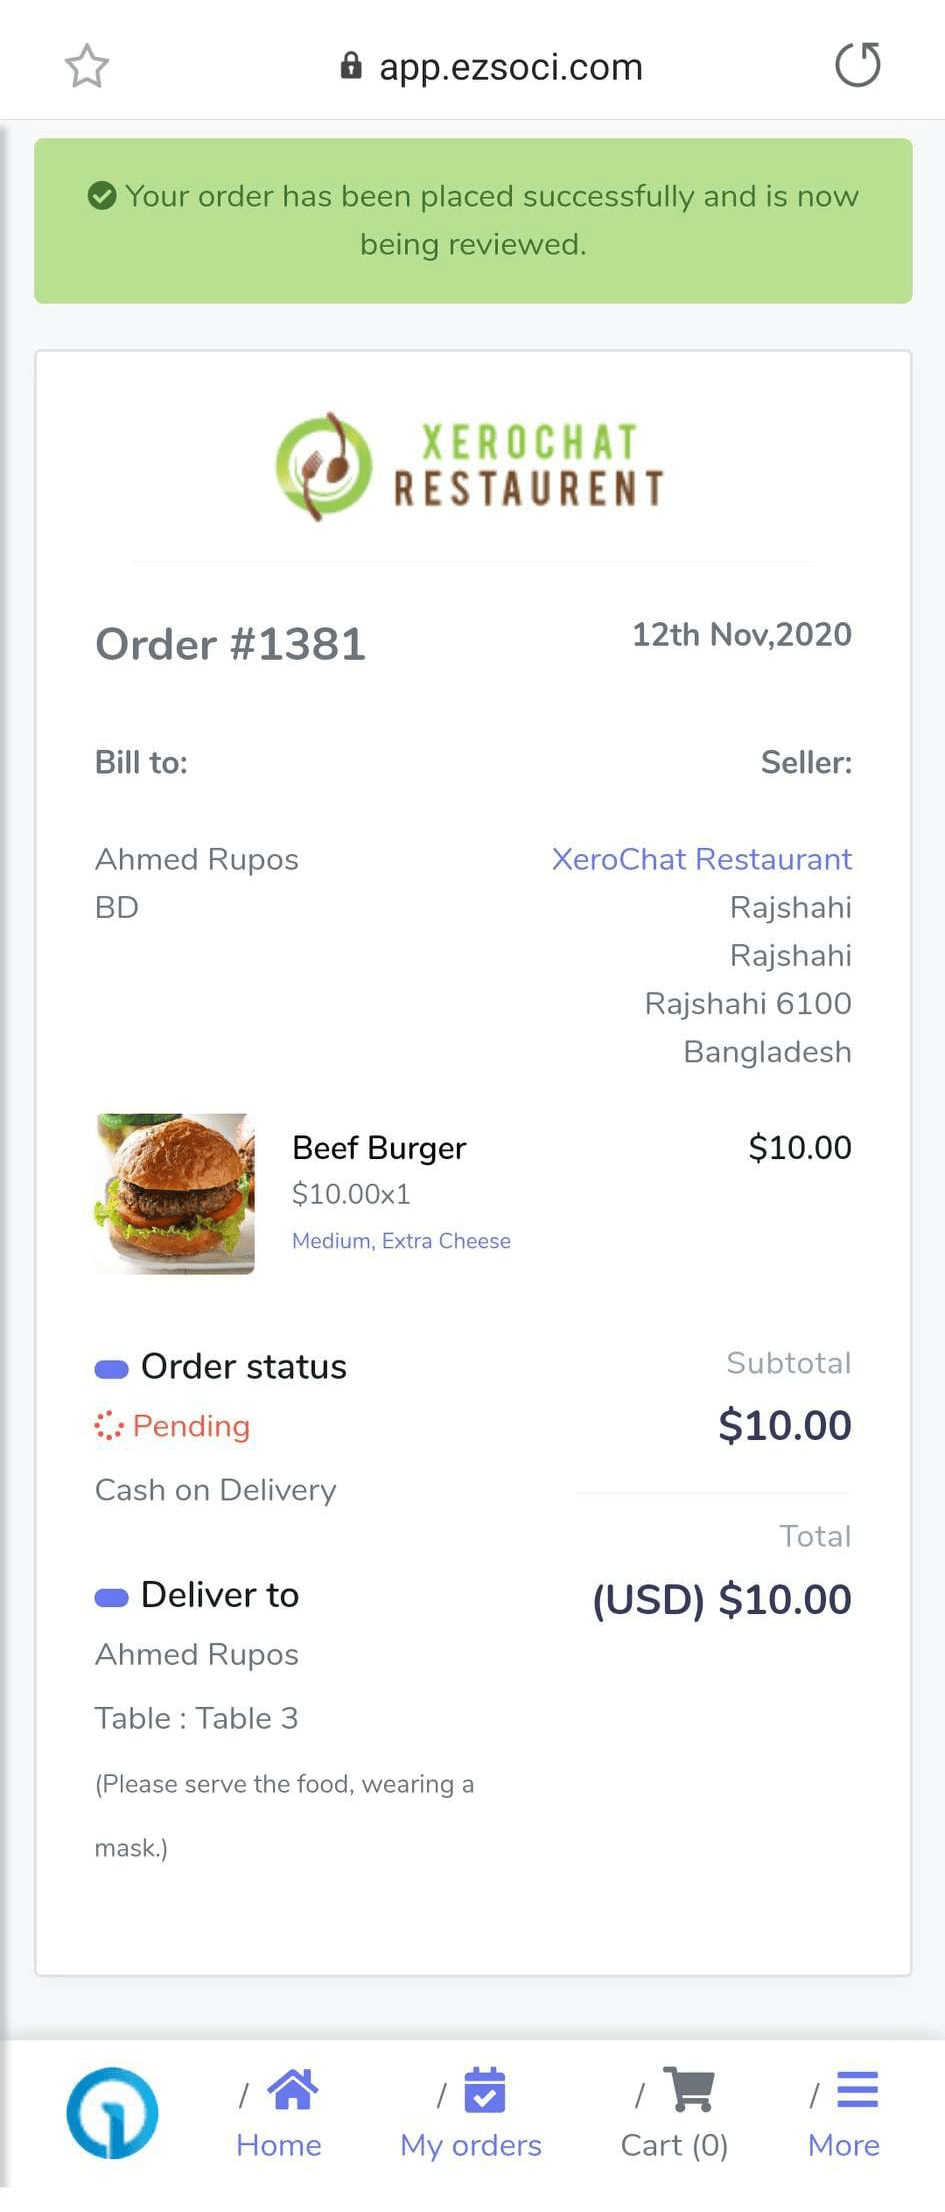 app.ezsoci.com
Your order has been placed successfully and is now
being reviewed.
XEROCHAT
RESTAURENT
Order #1381
12th Nov,2020
Bill to:
Seller:
Ahmed Rupos
BD
XeroChat Restaurant
Rajshahi
Rajshahi
Rajshahi 6100
Bangladesh
Beef Burger
$10.00
$10.00x1
Medium, Extra Cheese
Order status
Pending
Cash on Delivery
Subtotal
$10.00
Total
(USD) $10.00
Deliver to
Ahmed Rupos
Table : Table 3
(Please serve the food, wearing a
mask.)
/ Home
/ My orders
/ Cart (0)
/ More